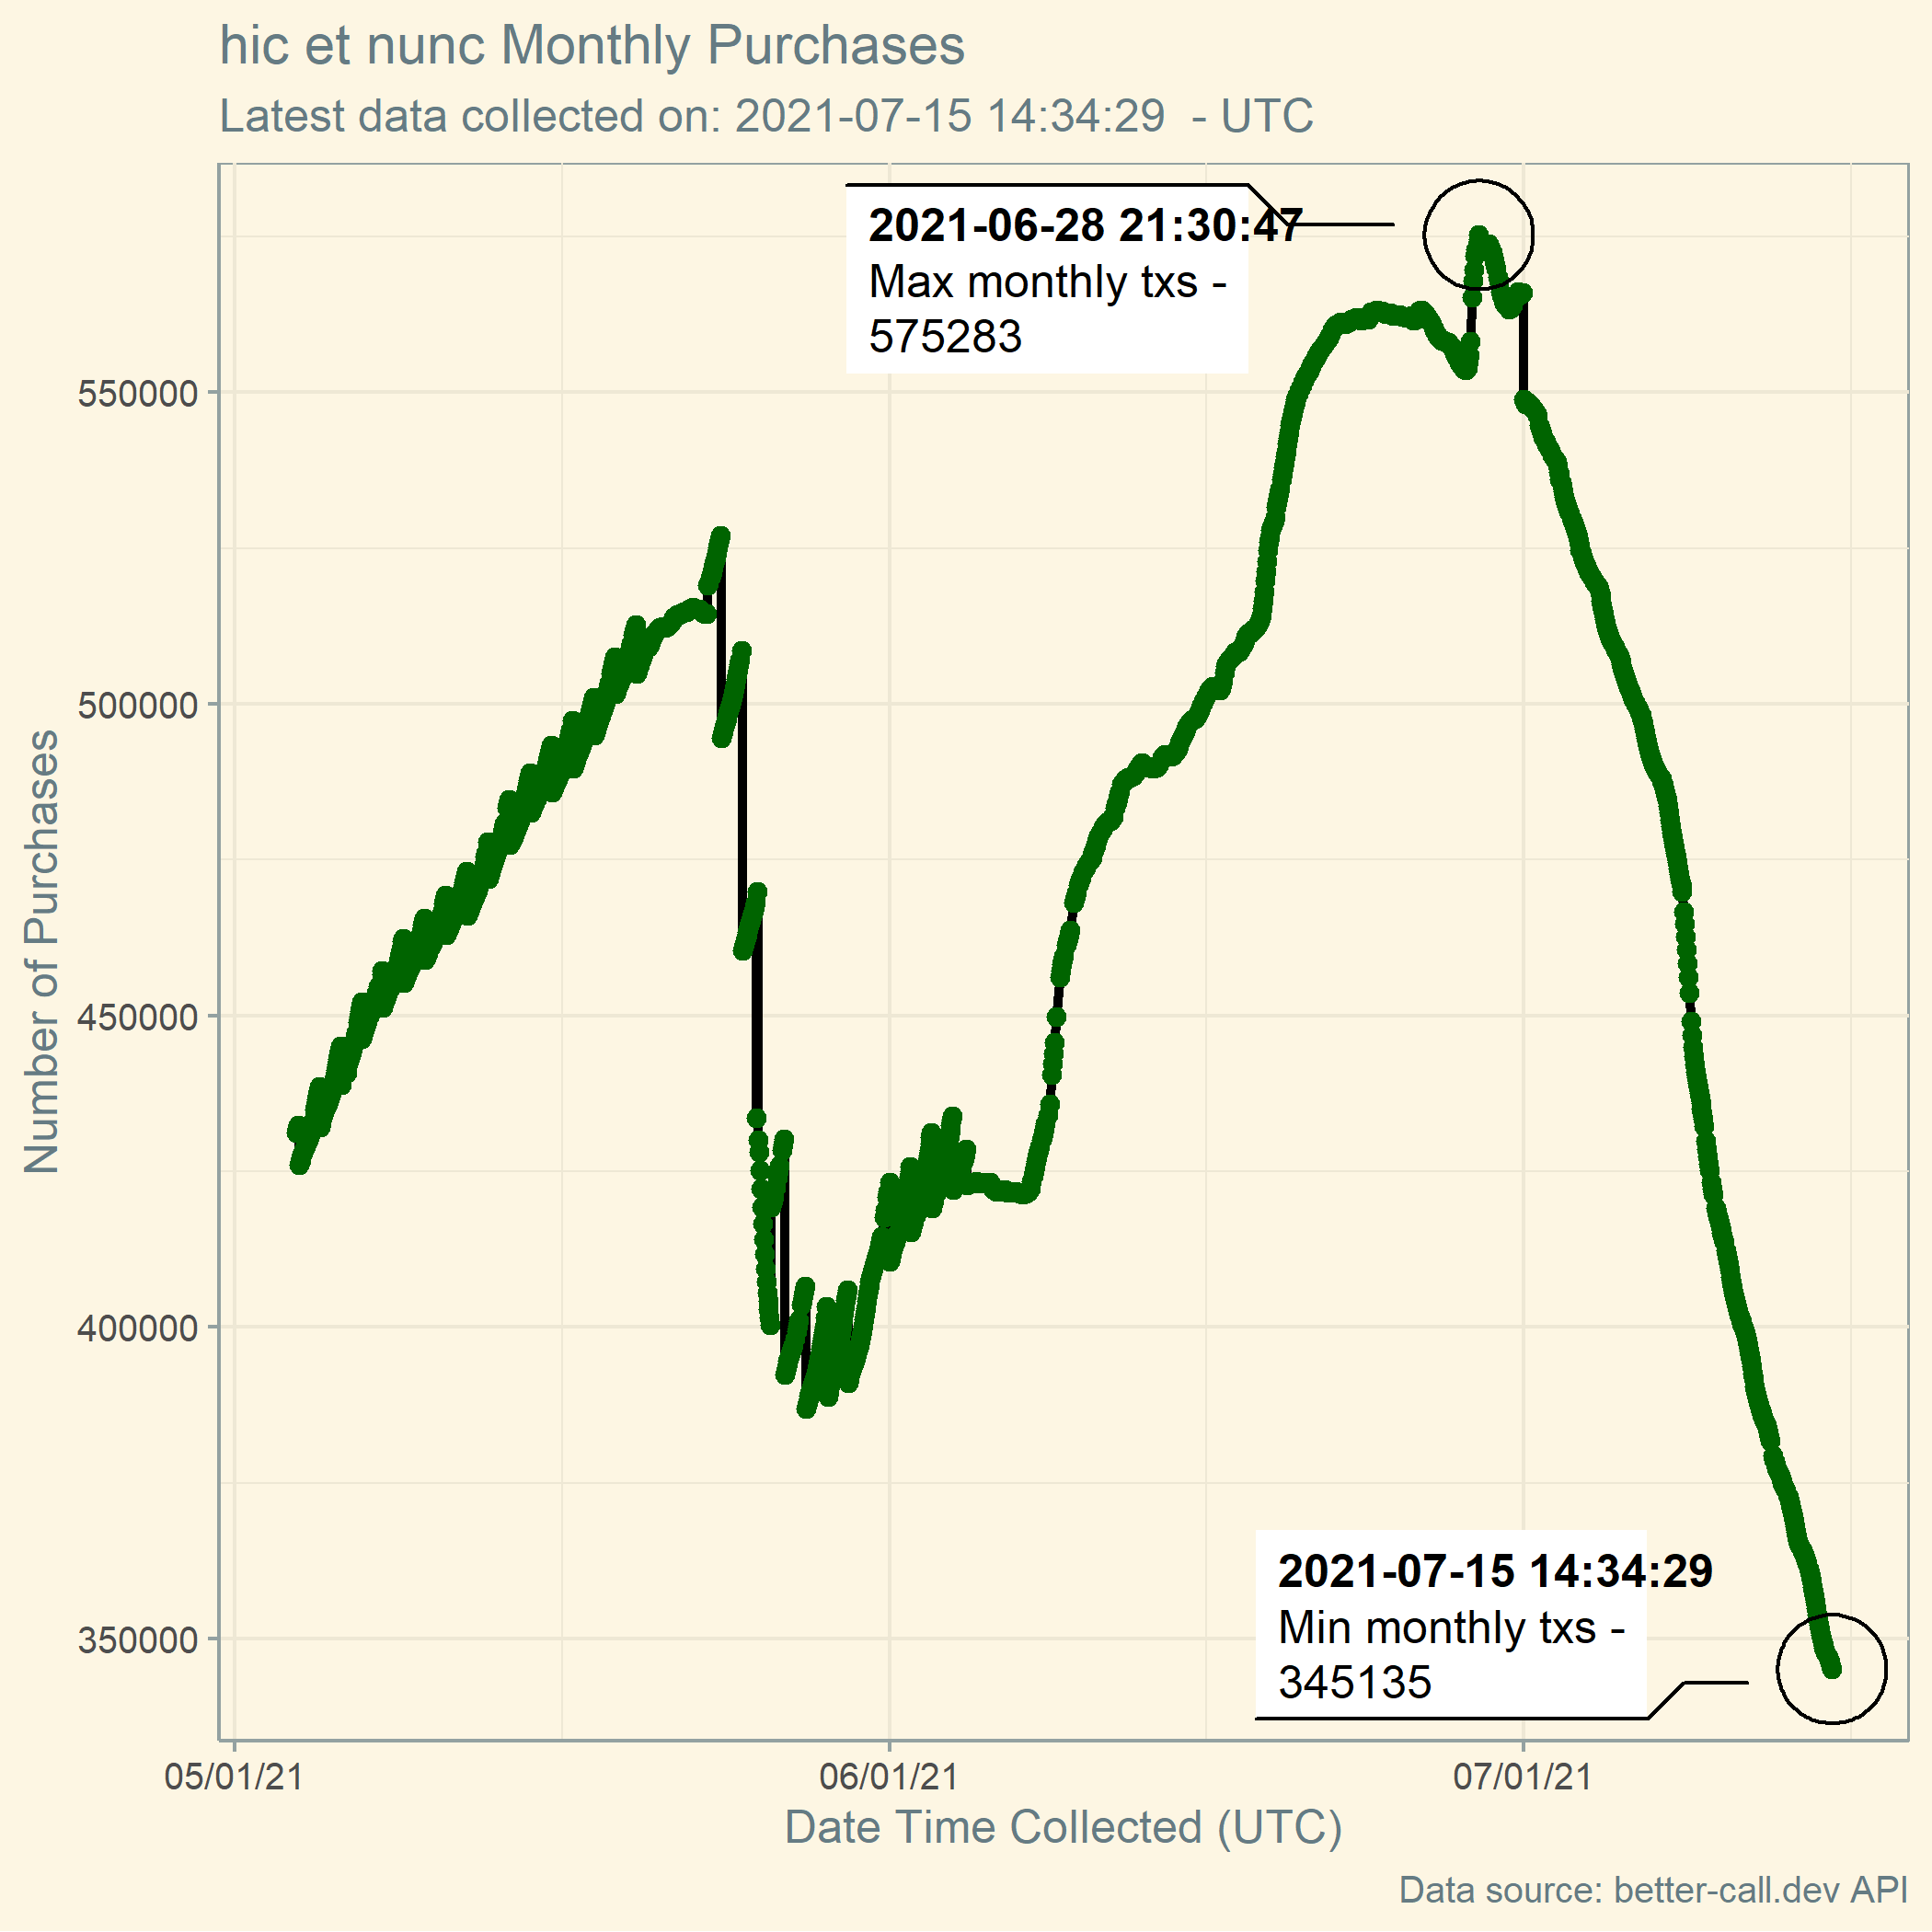 hic et nunc Monthly Purchases
Latest data collected on: 2021-07-15 14:34:29 - UTC
2021-06-28 21:30:47
Max monthly txs -
575283
550000
500000
450000
400000
350000
Number of Purchases
2021-07-15 14:34:29
Min monthly txs -
345135
05/01/21
06/01/21
07/01/21
Date Time Collected (UTC)
Data source: better-call.dev API